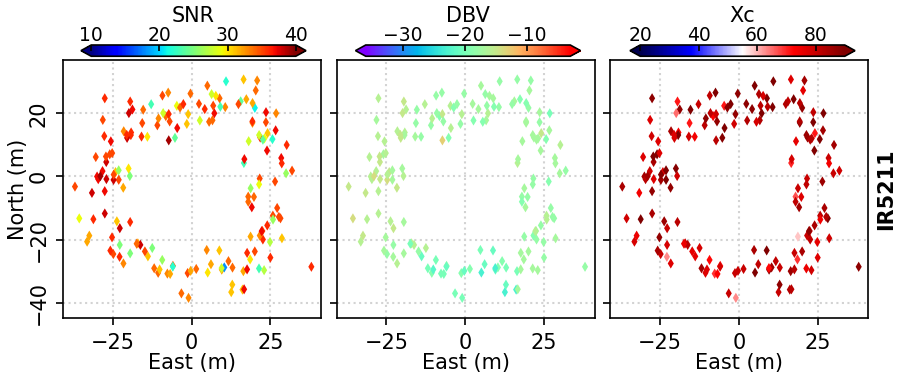 SNR DBV Xc
10 20 30 40 −30 −20 −10 20 40 60 80
20
0
−20
−40
North (m)
IR5211
−25 0 25 −25 0 25 −25 0 25
East (m) East (m) East (m)